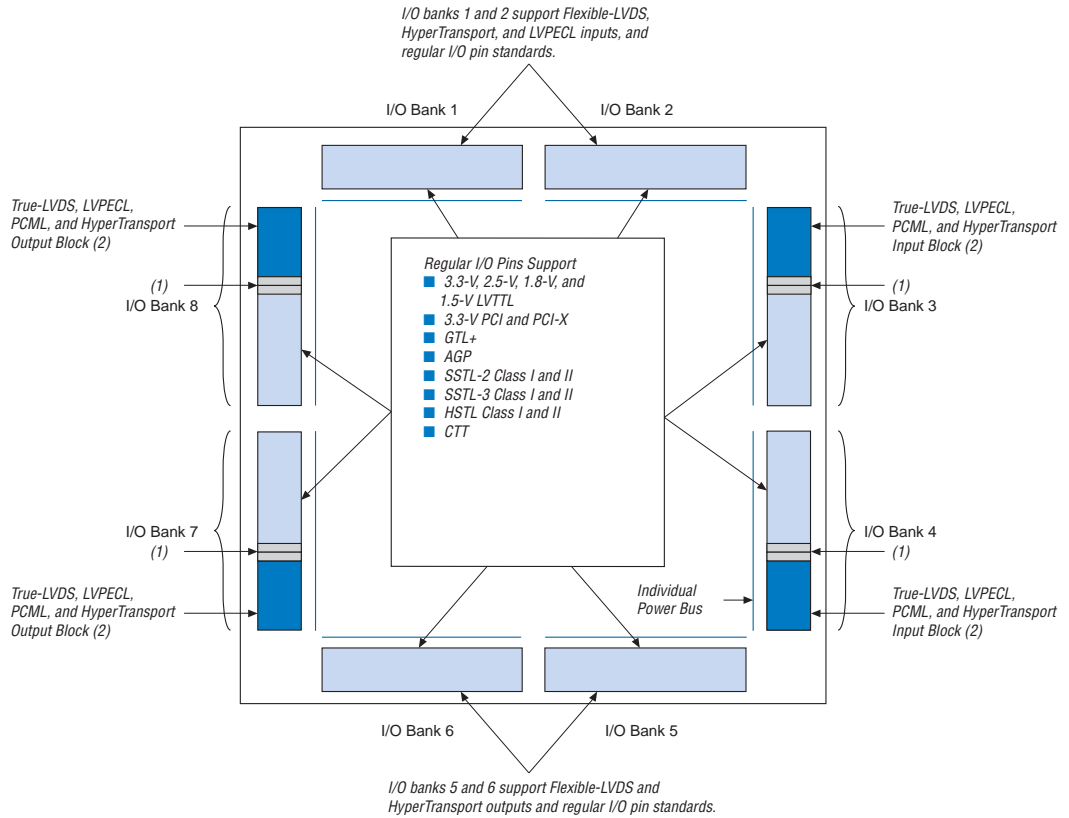 I/O banks 1 and 2 support Flexible-LVDS,
HyperTransport, and LVPECL inputs, and
regular I/O pin standards.
I/O Bank 1
I/O Bank 2
True-LVDS, LVPECL,
PCML, and HyperTransport
Output Block (2)
(1)
I/O Bank 8
True-LVDS, LVPECL,
PCML, and HyperTransport
Input Block (2)
(1)
I/O Bank 3
Regular I/O Pins Support
■ 3.3-V, 2.5-V, 1.8-V, and
1.5-V LVTTL
■ 3.3-V PCI and PCI-X
■ GTL+
■ AGP
■ SSTL-2 Class I and II
■ SSTL-3 Class I and II
■ HSTL Class I and II
■ CTT
I/O Bank 7
(1)
True-LVDS, LVPECL,
PCML, and HyperTransport
Output Block (2)
Individual
Power Bus
I/O Bank 4
(1)
True-LVDS, LVPECL,
PCML, and HyperTransport
Input Block (2)
I/O Bank 6
I/O Bank 5
I/O banks 5 and 6 support Flexible-LVDS and
HyperTransport outputs and regular I/O pin standards.